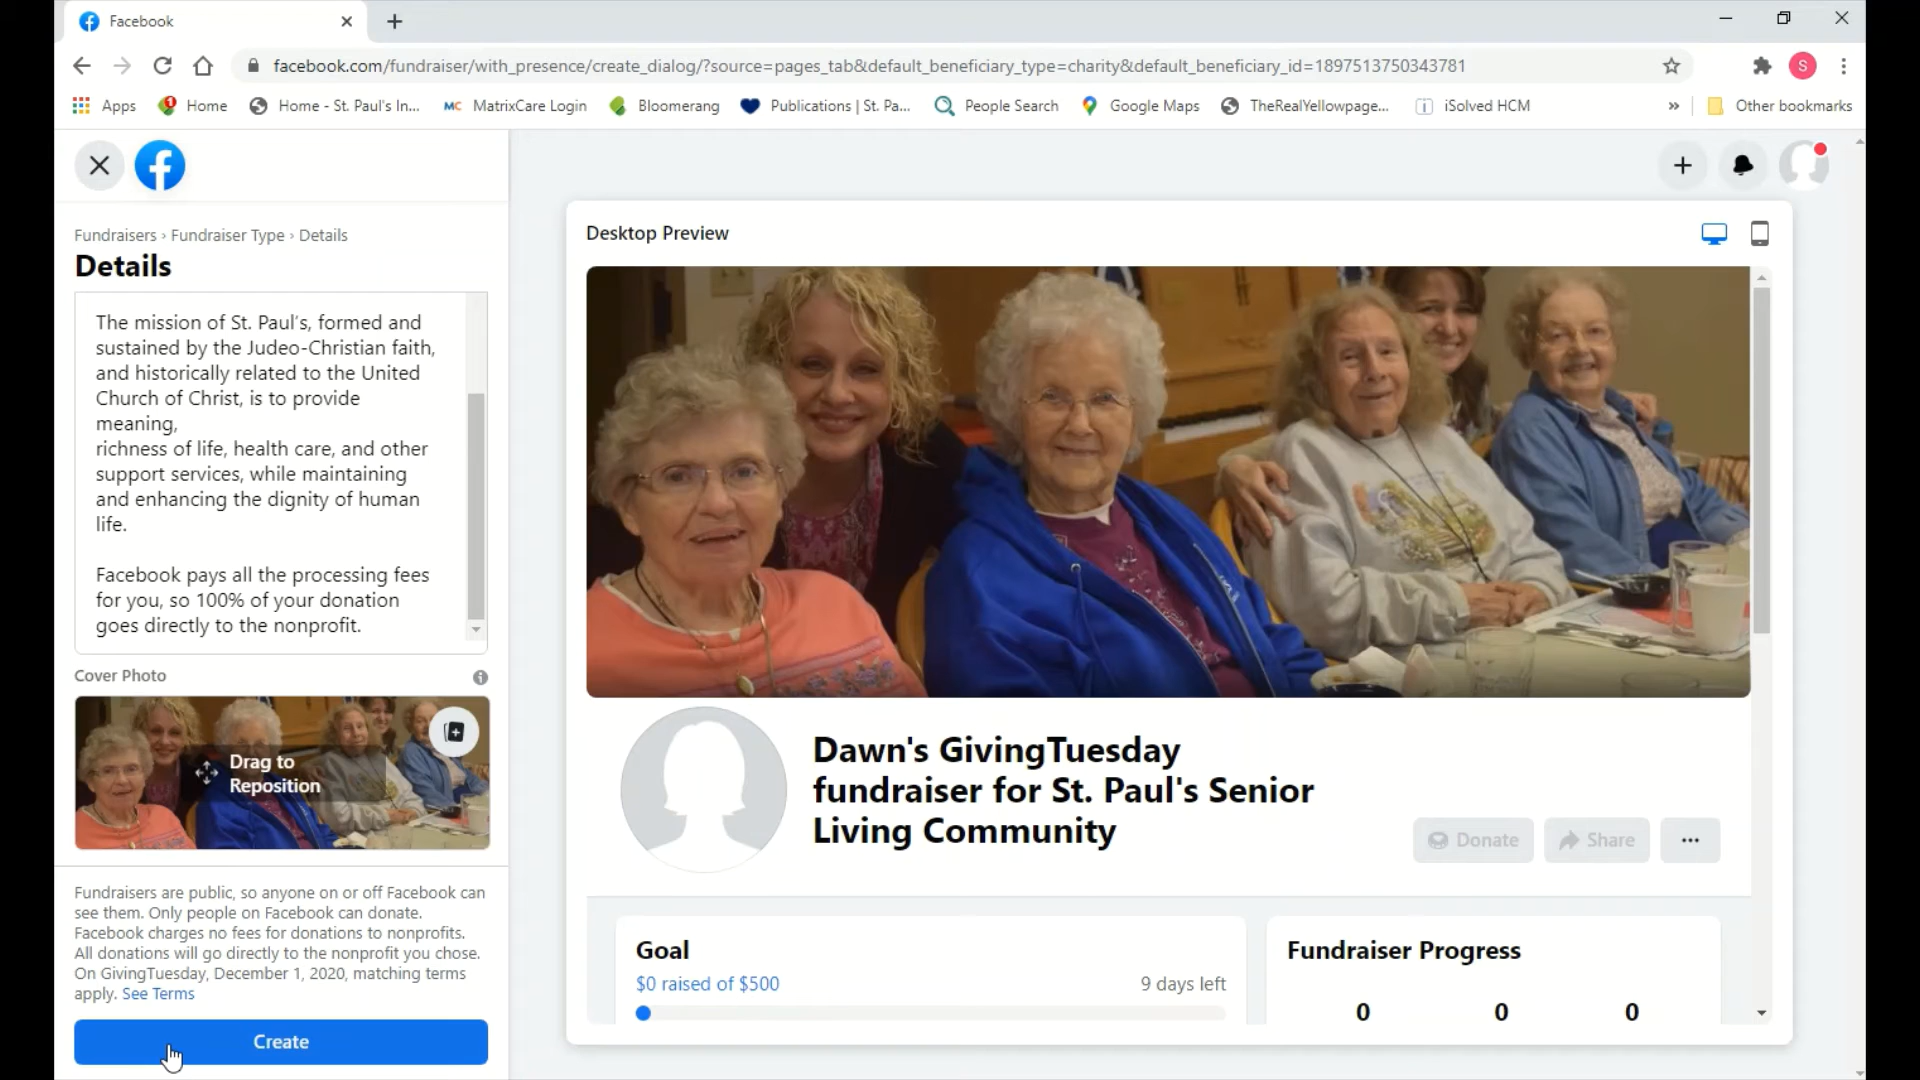 Facebook
facebook.com/fundraiser/with_presence/create_dialog/?source=pages_tab&default_beneficiary_type=charity&default_beneficiary_id=1897513750343781
S
Apps
Home
Home - St. Paul's In...
MC MatrixCare Login
Bloomerang
Publications | St. Pa...
People Search
Google Maps
TheRealYellowpage...
iSolved HCM
»
Other bookmarks
Fundraisers › Fundraiser Type › Details
Details
The mission of St. Paul's, formed and
sustained by the Judeo-Christian faith,
and historically related to the United
Church of Christ, is to provide
meaning,
richness of life, health care, and other
support services, while maintaining
and enhancing the dignity of human
life.
Facebook pays all the processing fees
for you, so 100% of your donation
goes directly to the nonprofit.
Cover Photo
Drag to
Reposition
Fundraisers are public, so anyone on or off Facebook can
see them. Only people on Facebook can donate.
Facebook charges no fees for donations to nonprofits.
All donations will go directly to the nonprofit you chose.
On GivingTuesday, December 1, 2020, matching terms
apply. See Terms
Create
Desktop Preview
Dawn's GivingTuesday
fundraiser for St. Paul's Senior
Living Community
Donate
Share
Goal
$0 raised of $500
9 days left
Fundraiser Progress
0 0 0